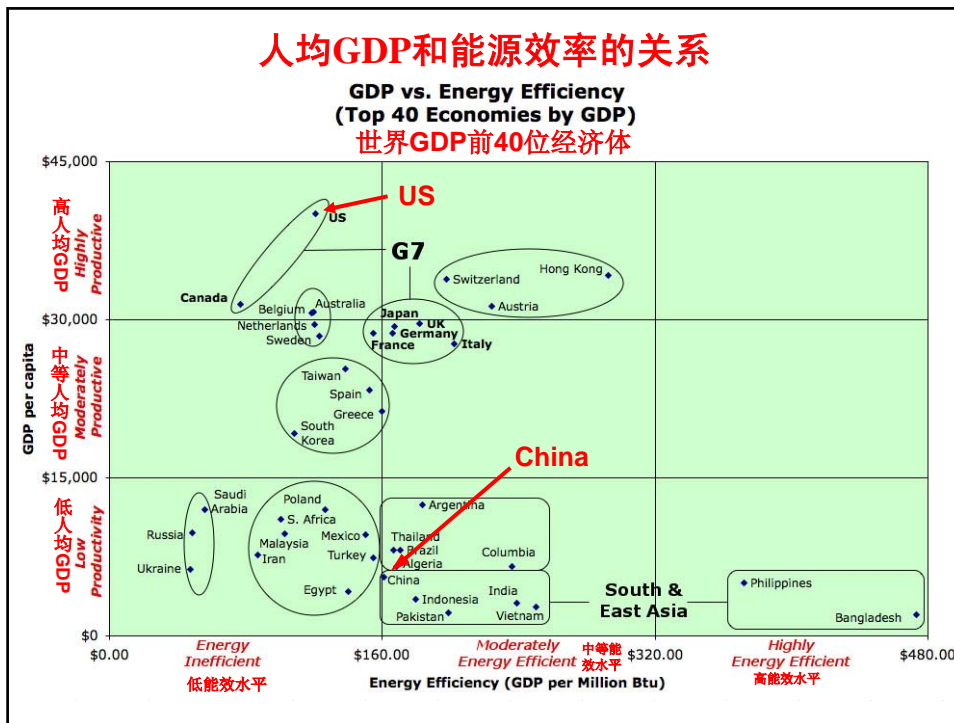 人均GDP和能源效率的关系
GDP vs. Energy Efficiency
(Top 40 Economies by GDP)
世界GDP前40位经济体
$45,000
$30,000
$15,000
$0
GDP per capita
高人均GDP
Highly
Productive
中等人均GDP
Moderately
Productive
低人均GDP
Low
Productivity
US
US
G7
Canada
Switzerland
Hong Kong
Austria
Belgium
Australia
Netherlands
Sweden
Japan
UK
Germany
France
Italy
Taiwan
Spain
Greece
South
Korea
China
Saudi
Arabia
Russia
Ukraine
Poland
S. Africa
Malaysia
Iran
Mexico
Turkey
Egypt
Argentina
Thailand
Brazil
Algeria
Columbia
China
Indonesia
India
Pakistan
Vietnam
South &
East Asia
Philippines
Bangladesh
$0.00
$160.00
$320.00
$480.00
Energy
Inefficient
低能效水平
Moderately
Energy Efficient
中等能
效水平
Highly
Energy Efficient
高能效水平
Energy Efficiency (GDP per Million Btu)